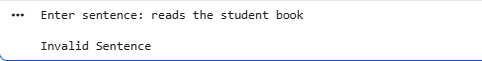 ••• Enter sentence: reads the student book
Invalid Sentence